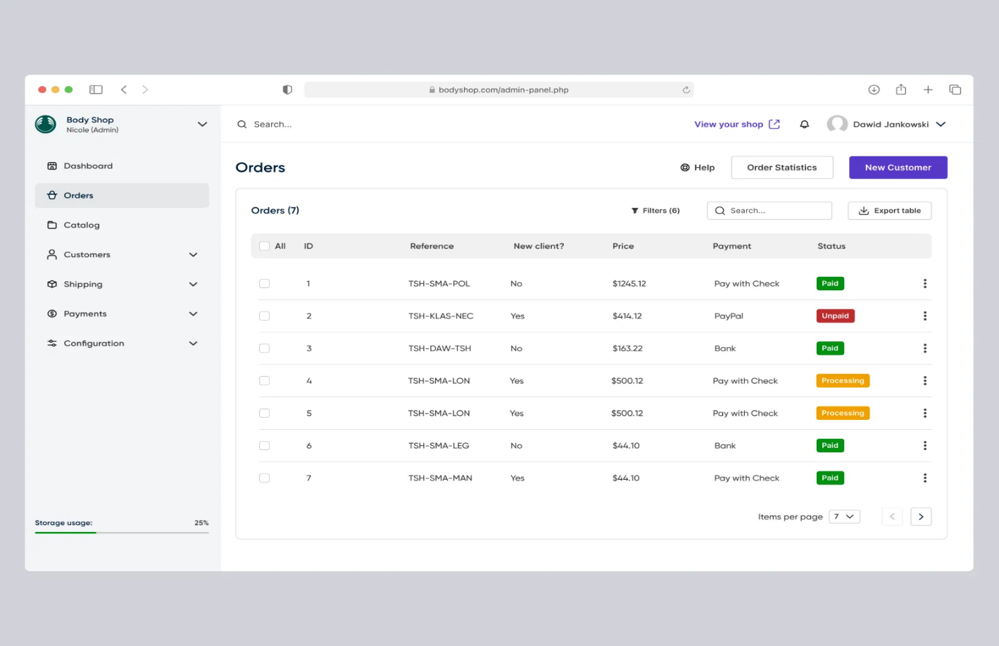 bodyshop.com/admin-panel.php
Body Shop
Nicole (Admin)
Search...
View your shop
Dawid Jankowski
Dashboard
Orders
Catalog
Customers
Shipping
Payments
Configuration
Storage usage: 25%
Orders
Help
Order Statistics
New Customer
Orders (7)
Filters (6)
Search...
Export table
All ID Reference New client? Price Payment Status
1 TSH-SMA-POL No $1245.12 Pay with Check Paid
2 TSH-KLAS-NEC Yes $414.12 PayPal Unpaid
3 TSH-DAW-TSH No $163.22 Bank Paid
4 TSH-SMA-LON Yes $500.12 Pay with Check Processing
5 TSH-SMA-LON Yes $500.12 Pay with Check Processing
6 TSH-SMA-LEG No $44.10 Bank Paid
7 TSH-SMA-MAN Yes $44.10 Pay with Check Paid
Items per page 7